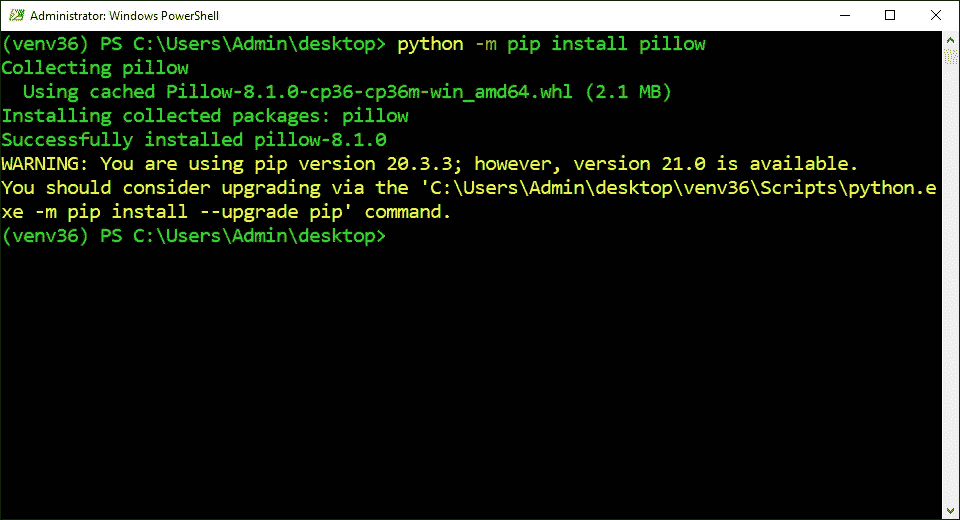 Administrator: Windows PowerShell
(venv36) PS C:\Users\Admin\desktop> python -m pip install pillow
Collecting pillow
  Using cached Pillow-8.1.0-cp36-cp36m-win_amd64.whl (2.1 MB)
Installing collected packages: pillow
Successfully installed pillow-8.1.0
WARNING: You are using pip version 20.3.3; however, version 21.0 is available.
You should consider upgrading via the 'C:\Users\Admin\desktop\venv36\Scripts\python.e
xe -m pip install --upgrade pip' command.
(venv36) PS C:\Users\Admin\desktop>